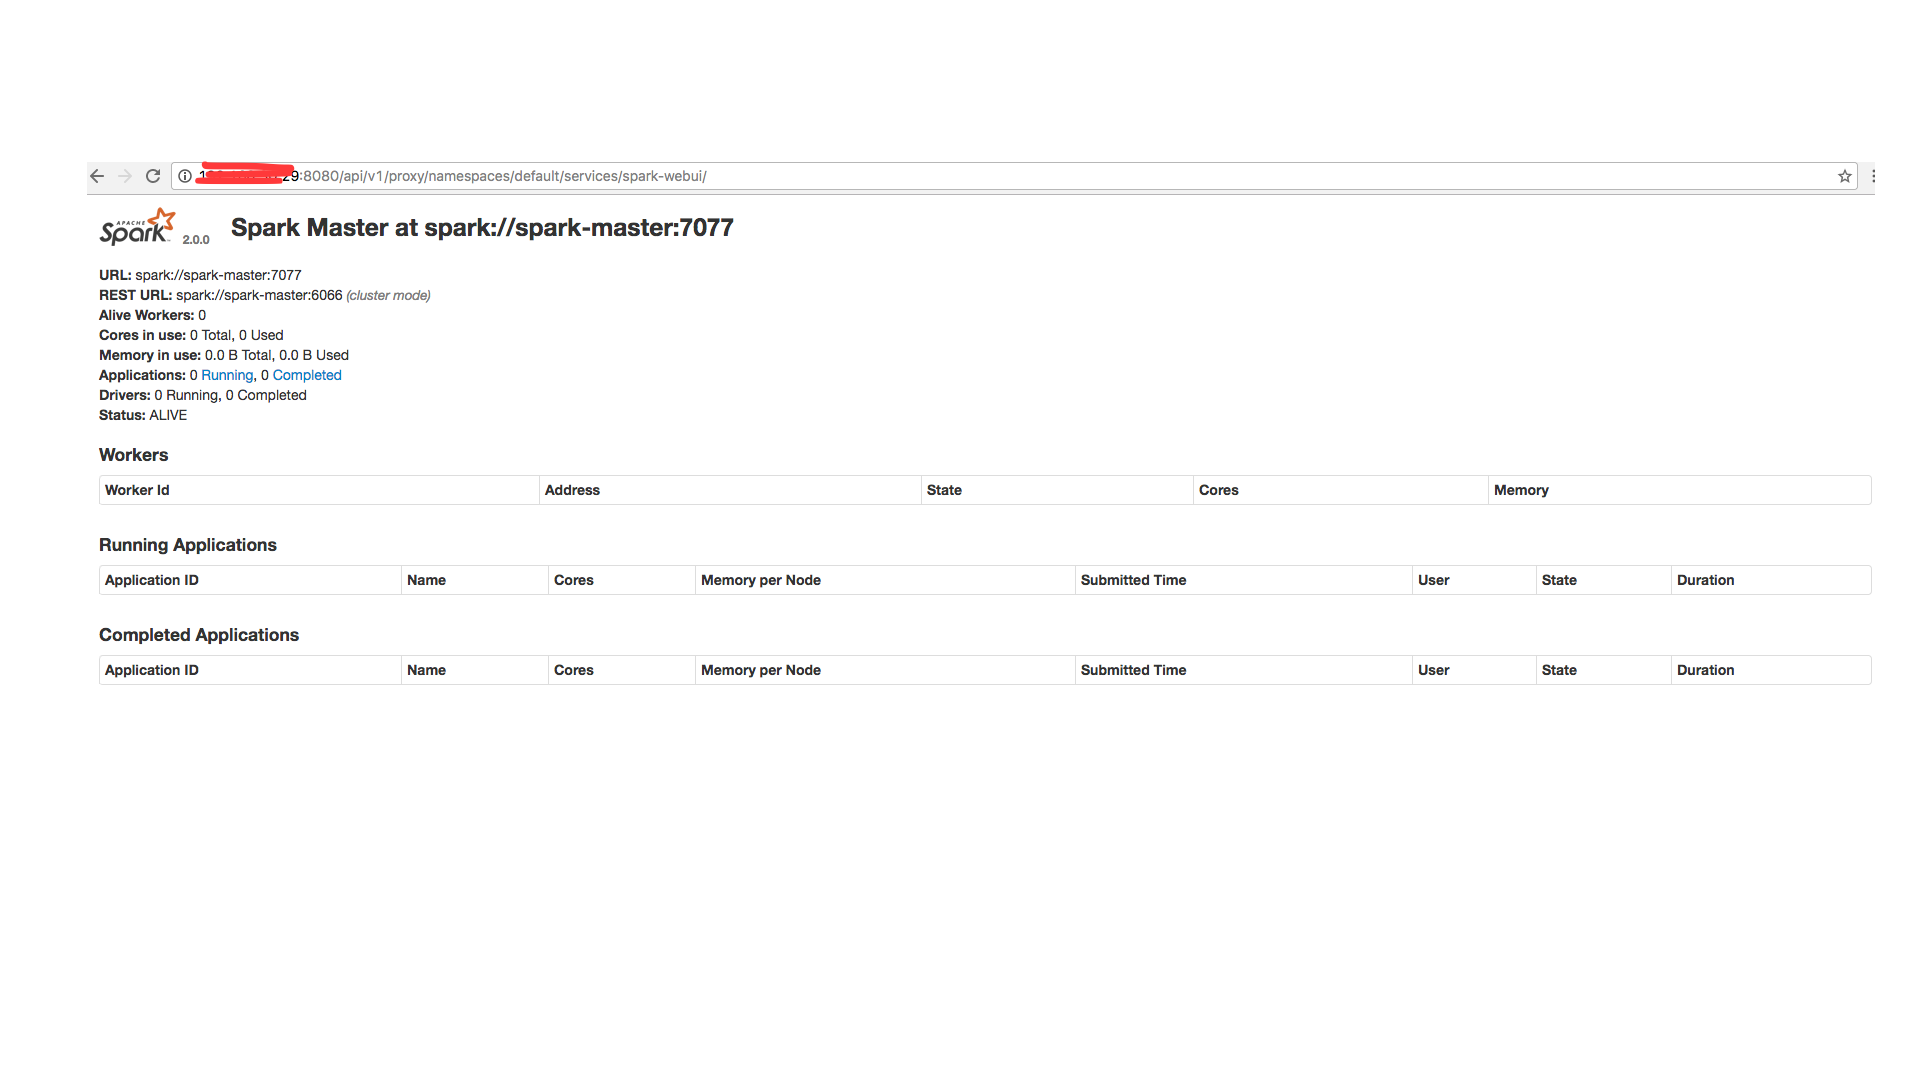 29:8080/api/v1/proxy/namespaces/default/services/spark-webui/
APACHE
Spark™ 2.0.0 Spark Master at spark://spark-master:7077
URL: spark://spark-master:7077
REST URL: spark://spark-master:6066 (cluster mode)
Alive Workers: 0
Cores in use: 0 Total, 0 Used
Memory in use: 0.0 B Total, 0.0 B Used
Applications: 0 Running, 0 Completed
Drivers: 0 Running, 0 Completed
Status: ALIVE
Workers
Worker Id Address State Cores Memory
Running Applications
Application ID Name Cores Memory per Node Submitted Time User State Duration
Completed Applications
Application ID Name Cores Memory per Node Submitted Time User State Duration